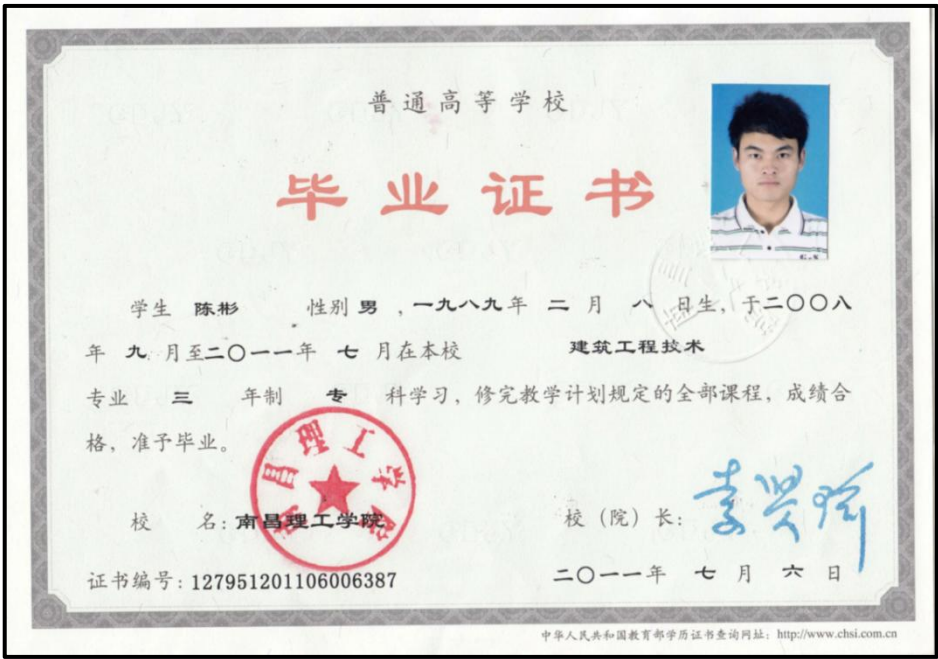 普通高等学校
毕业证书
学生 陈彬 性别 男 ，一九八九年 二 月 八 日生，于二〇〇八
年 九 月至二〇一一年 七 月在本校 建筑工程技术
专业 三 年制 专 科学习，修完教学计划规定的全部课程，成绩合
格，准予毕业。
南昌理工学院
校 名：南昌理工学院 校（院）长：
证书编号：127951201106006387 二〇一一年 七 月 六 日
中华人民共和国教育部学历证书查询网址：http://www.chsi.com.cn